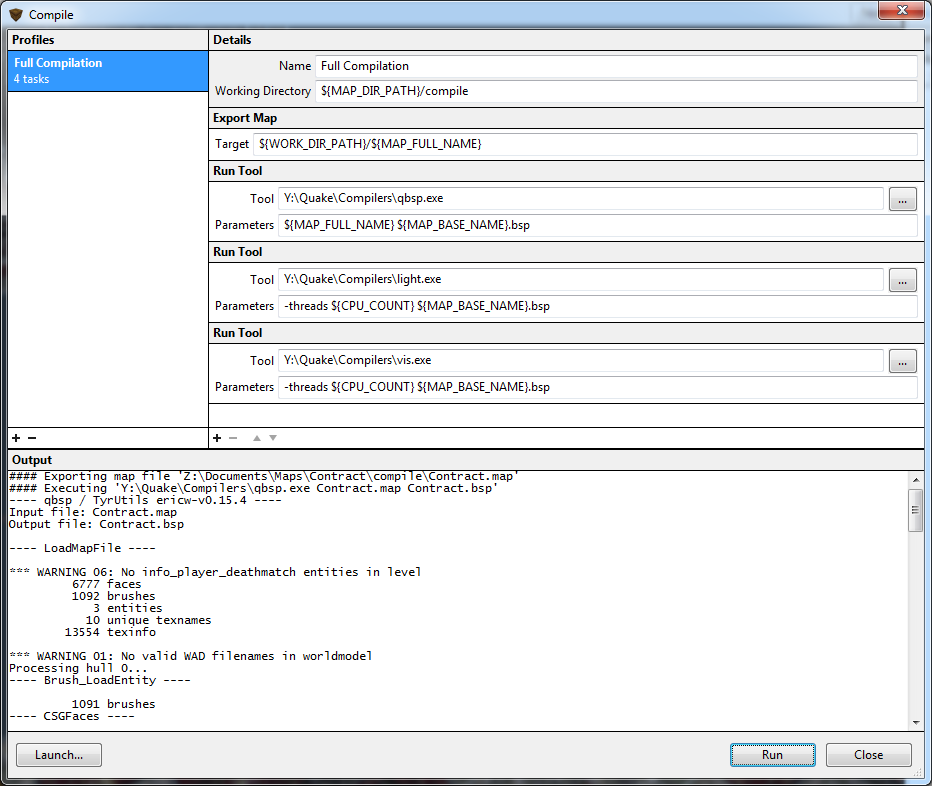 Compile
Profiles
Full Compilation
4 tasks
Details
Name Full Compilation
Working Directory ${MAP_DIR_PATH}/compile
Export Map
Target ${WORK_DIR_PATH}/${MAP_FULL_NAME}
Run Tool
Tool Y:\Quake\Compilers\qbsp.exe ...
Parameters ${MAP_FULL_NAME} ${MAP_BASE_NAME}.bsp
Run Tool
Tool Y:\Quake\Compilers\light.exe ...
Parameters -threads ${CPU_COUNT} ${MAP_BASE_NAME}.bsp
Run Tool
Tool Y:\Quake\Compilers\vis.exe ...
Parameters -threads ${CPU_COUNT} ${MAP_BASE_NAME}.bsp
Output
#### Exporting map file 'Z:\Documents\Maps\Contract\compile\Contract.map'
#### Executing 'Y:\Quake\Compilers\qbsp.exe Contract.map Contract.bsp'
---- qbsp / TyrUtils ericw-v0.15.4 ----
Input file: Contract.map
Output file: Contract.bsp
---- LoadMapFile ----
*** WARNING 06: No info_player_deathmatch entities in level
6777 faces
1092 brushes
3 entities
10 unique texnames
13554 texinfo
*** WARNING 01: No valid WAD filenames in worldmodel
Processing hull 0...
---- Brush_LoadEntity ----
1091 brushes
---- CSGFaces ----
Launch...
Run
Close